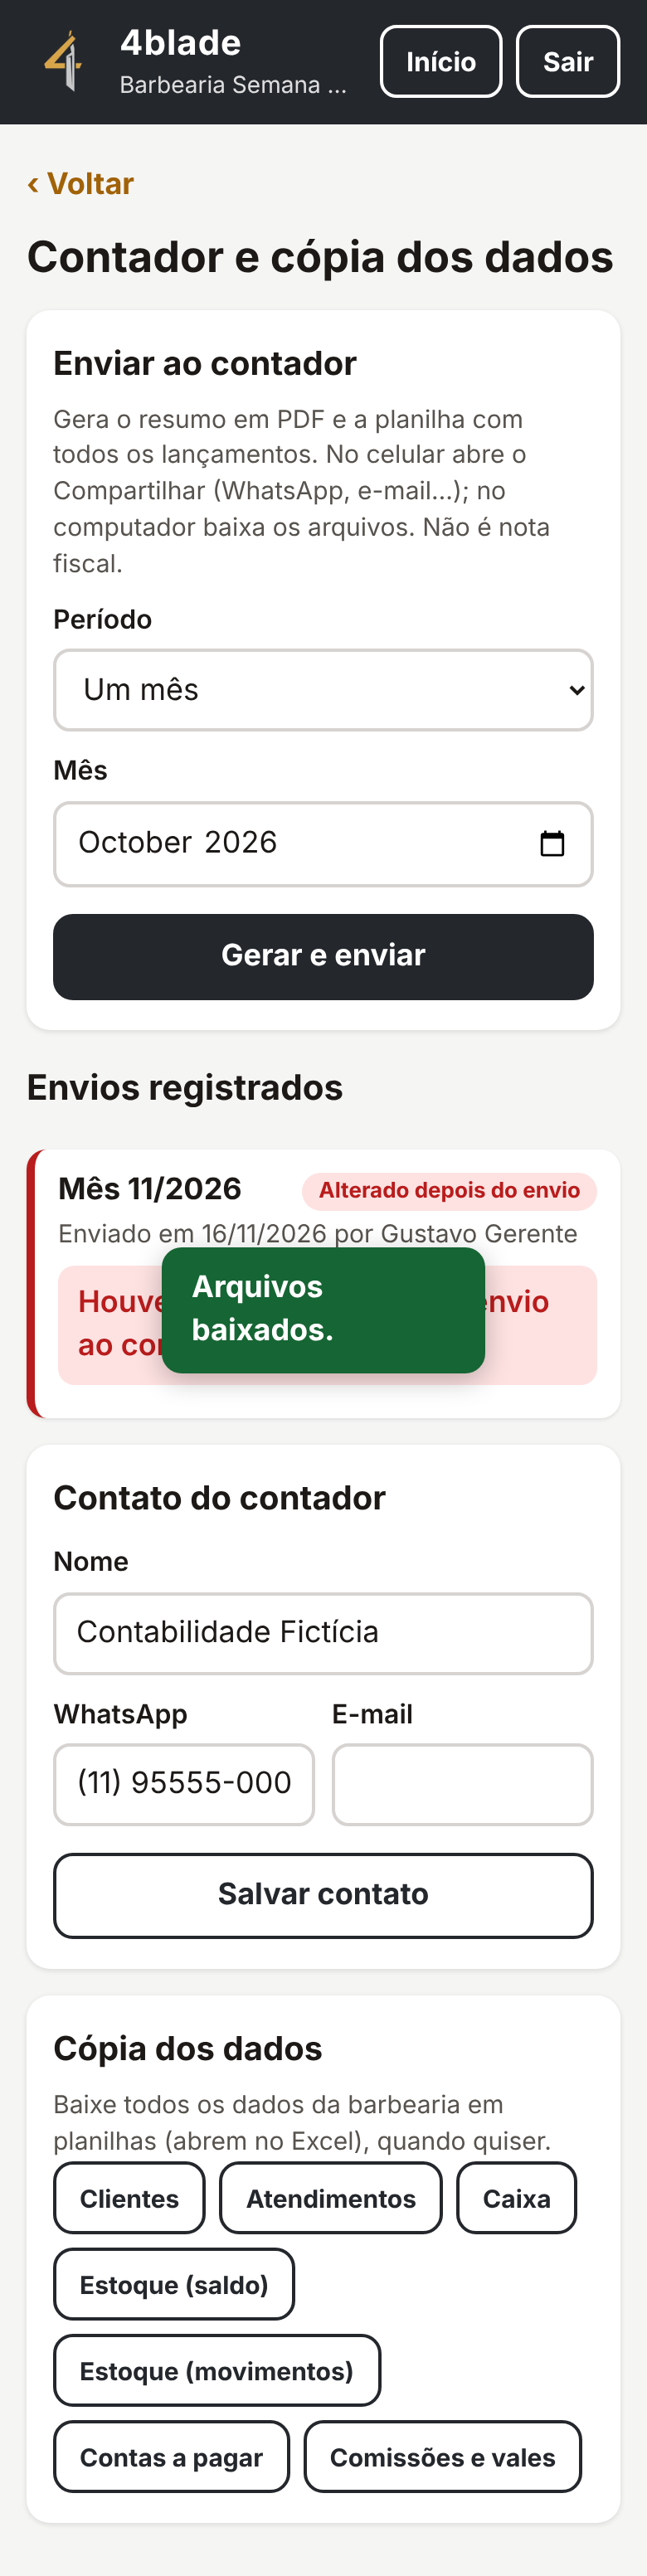 4blade
Barbearia Semana ...
Início
Sair
‹ Voltar
Contador e cópia dos dados
Enviar ao contador
Gera o resumo em PDF e a planilha com
todos os lançamentos. No celular abre o
Compartilhar (WhatsApp, e-mail...); no
computador baixa os arquivos. Não é nota
fiscal.
Período
Um mês
Mês
October 2026
Gerar e enviar
Envios registrados
Mês 11/2026
Alterado depois do envio
Enviado em 16/11/2026 por Gustavo Gerente
Arquivos
baixados.
ao
Contato do contador
Nome
Contabilidade Fictícia
WhatsApp
E-mail
(11) 95555-000
Salvar contato
Cópia dos dados
Baixe todos os dados da barbearia em
planilhas (abrem no Excel), quando quiser.
Clientes
Atendimentos
Caixa
Estoque (saldo)
Estoque (movimentos)
Contas a pagar
Comissões e vales